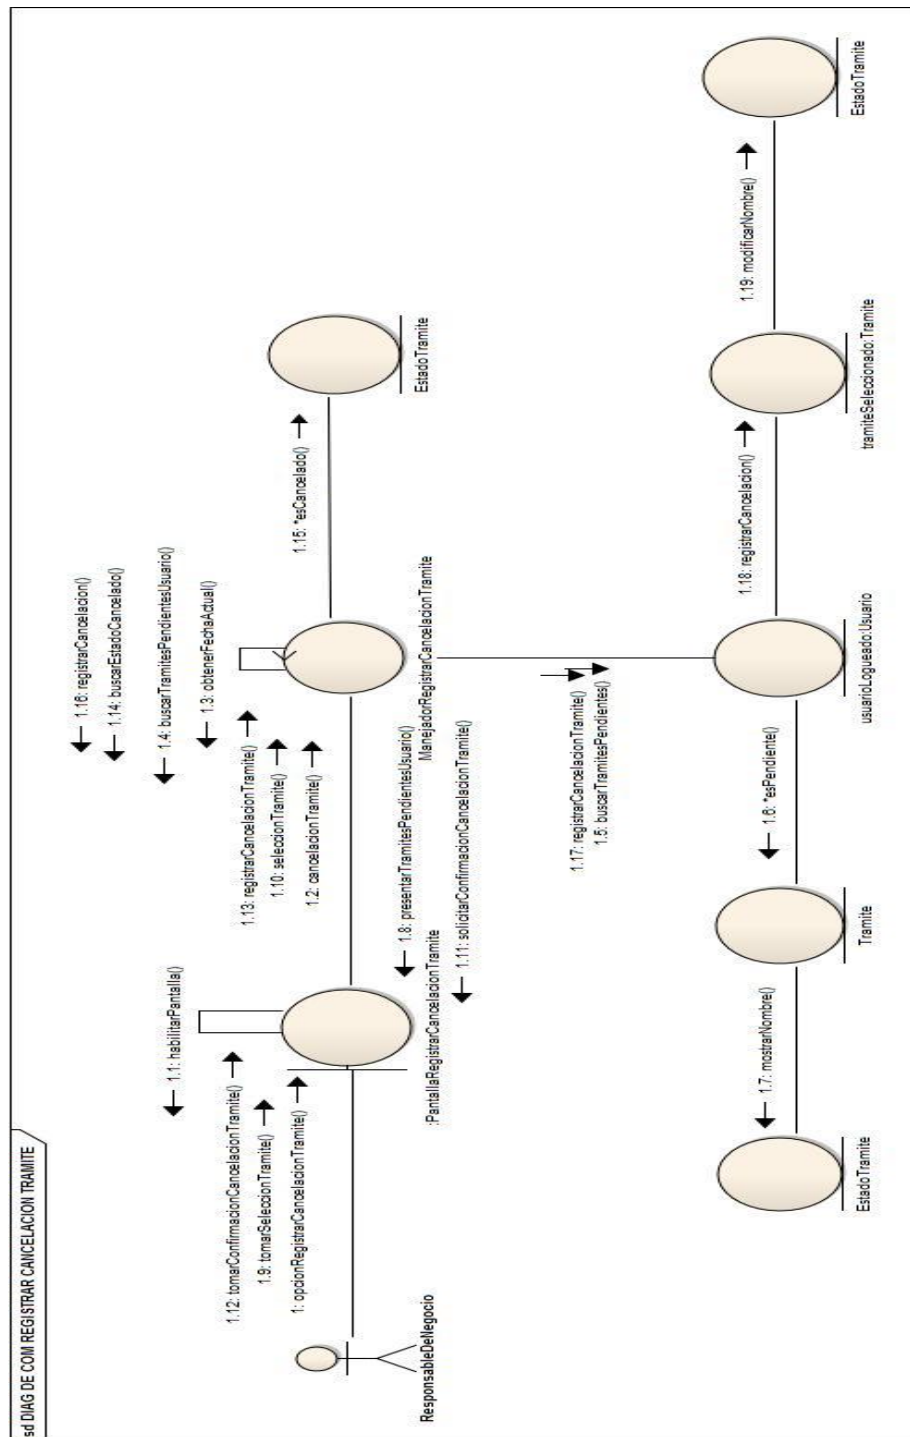 sd DIAG DE COM REGISTRAR CANCELACION TRAMITE
1.16: registrarCancelacion()
1.14: buscarEstadoCancelado()
1.4: buscarTramitesPendientesUsuario()
1.3: obtenerFechaActual()
1.1: habilitarPantalla()
1.12: tomarConfirmacionCancelacionTramite()
1.9: tomarSeleccionTramite()
1: opcionRegistrarCancelacionTramite()
1.13: registrarCancelacionTramite()
1.10: seleccionTramite()
1.2: cancelacionTramite()
1.15: *esCancelado()
ResponsableDeNegocio
:PantallaRegistrarCancelacionTramite
ManejadorRegistrarCancelacionTramite
EstadoTramite
1.8: presentarTramitesPendientesUsuario()
1.11: solicitarConfirmacionCancelacionTramite()
1.17: registrarCancelacionTramite()
1.5: buscarTramitesPendientes()
1.7: mostrarNombre()
1.6: *esPendiente()
1.18: registrarCancelacion()
1.19: modificarNombre()
EstadoTramite
Tramite
usuarioLogueado:Usuario
tramiteSeleccionado:Tramite
EstadoTramite